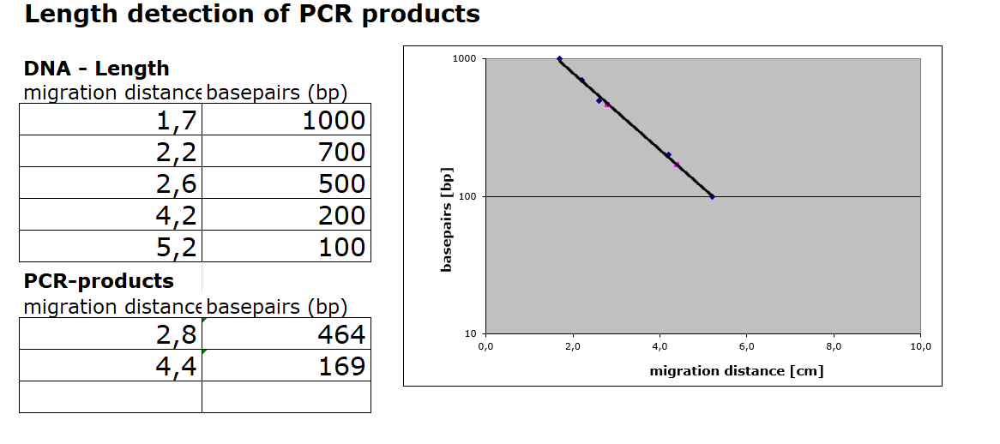 Length detection of PCR products
DNA - Length
migration distance basepairs (bp)
1,7 1000
2,2 700
2,6 500
4,2 200
5,2 100
PCR-products
migration distance basepairs (bp)
2,8 464
4,4 169
basepairs [bp]
1000
100
10
0,0 2,0 4,0 6,0 8,0 10,0
migration distance [cm]